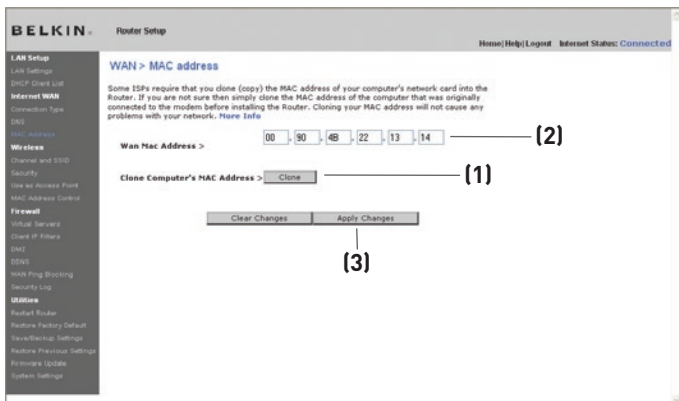 BELKIN.
Router Setup
Home|Help|Logout Internet Status: Connected
LAN Setup
LAN Settings
DHCP Client List
Internet WAN
Connection Type
DNS
MAC Address
Wireless
Channel and SSID
Security
Use as Access Point
MAC Address Control
Firewall
Virtual Servers
Client IP Filters
DMZ
DDNS
WAN Ping Blocking
Security Log
Utilities
Restart Router
Restore Factory Default
Save/Backup Settings
Restore Previous Settings
Firmware Update
System Settings
WAN > MAC address
Some ISPs require that you clone (copy) the MAC address of your computer's network card into the
Router. If you are not sure then simply clone the MAC address of the computer that was originally
connected to the modem before installing the Router. Cloning your MAC address will not cause any
problems with your network. More Info
Wan Mac Address > 00 . 90 . 4B . 22 . 13 . 14
(2)
Clone Computer's MAC Address > Clone
(1)
Clear Changes Apply Changes
(3)